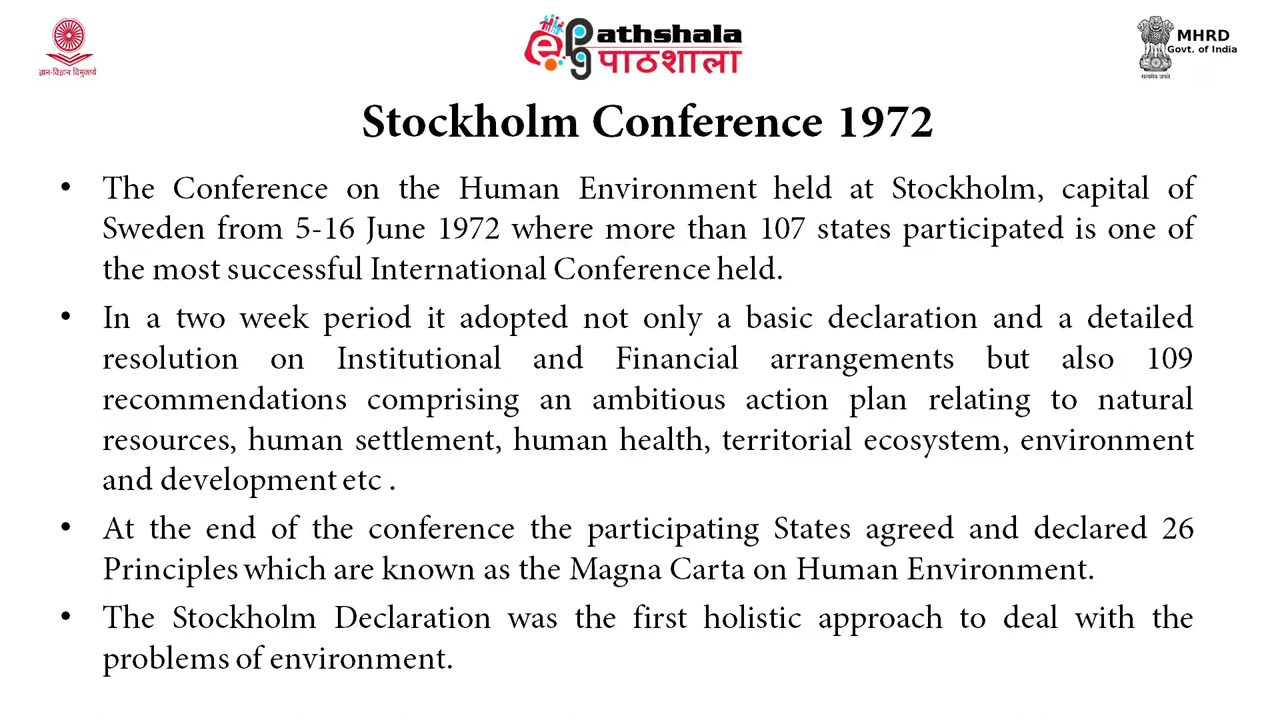 ज्ञान-विज्ञान विमुक्तये
e Pg athshala
पाठशाला
सत्यमेव जयते
MHRD
Govt. of India
Stockholm Conference 1972
• The Conference on the Human Environment held at Stockholm, capital of
Sweden from 5-16 June 1972 where more than 107 states participated is one of
the most successful International Conference held.
• In a two week period it adopted not only a basic declaration and a detailed
resolution on Institutional and Financial arrangements but also 109
recommendations comprising an ambitious action plan relating to natural
resources, human settlement, human health, territorial ecosystem, environment
and development etc .
• At the end of the conference the participating States agreed and declared 26
Principles which are known as the Magna Carta on Human Environment.
• The Stockholm Declaration was the first holistic approach to deal with the
problems of environment.